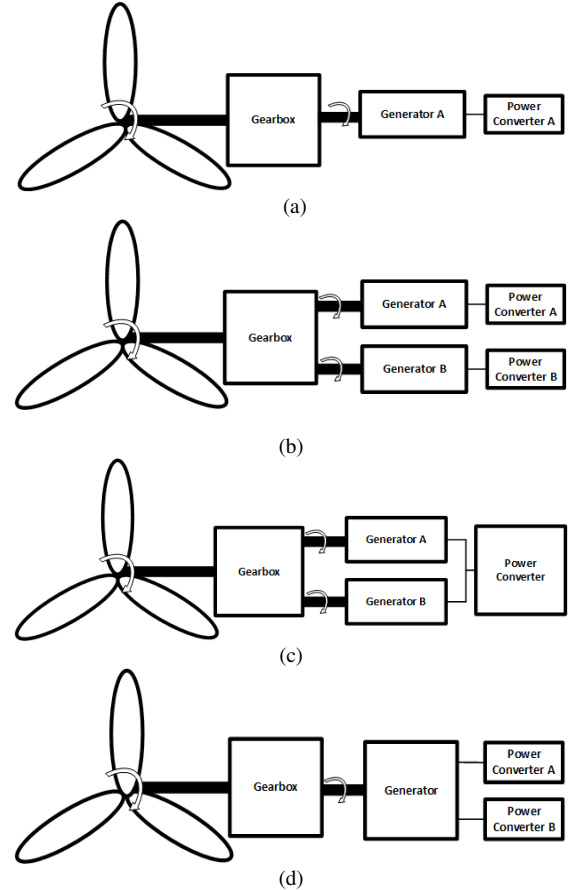 Gearbox
Generator A
Power
Converter A
(a)
Gearbox
Generator A
Power
Converter A
Generator B
Power
Converter B
(b)
Gearbox
Generator A
Generator B
Power
Converter
(c)
Gearbox
Generator
Power
Converter A
Power
Converter B
(d)